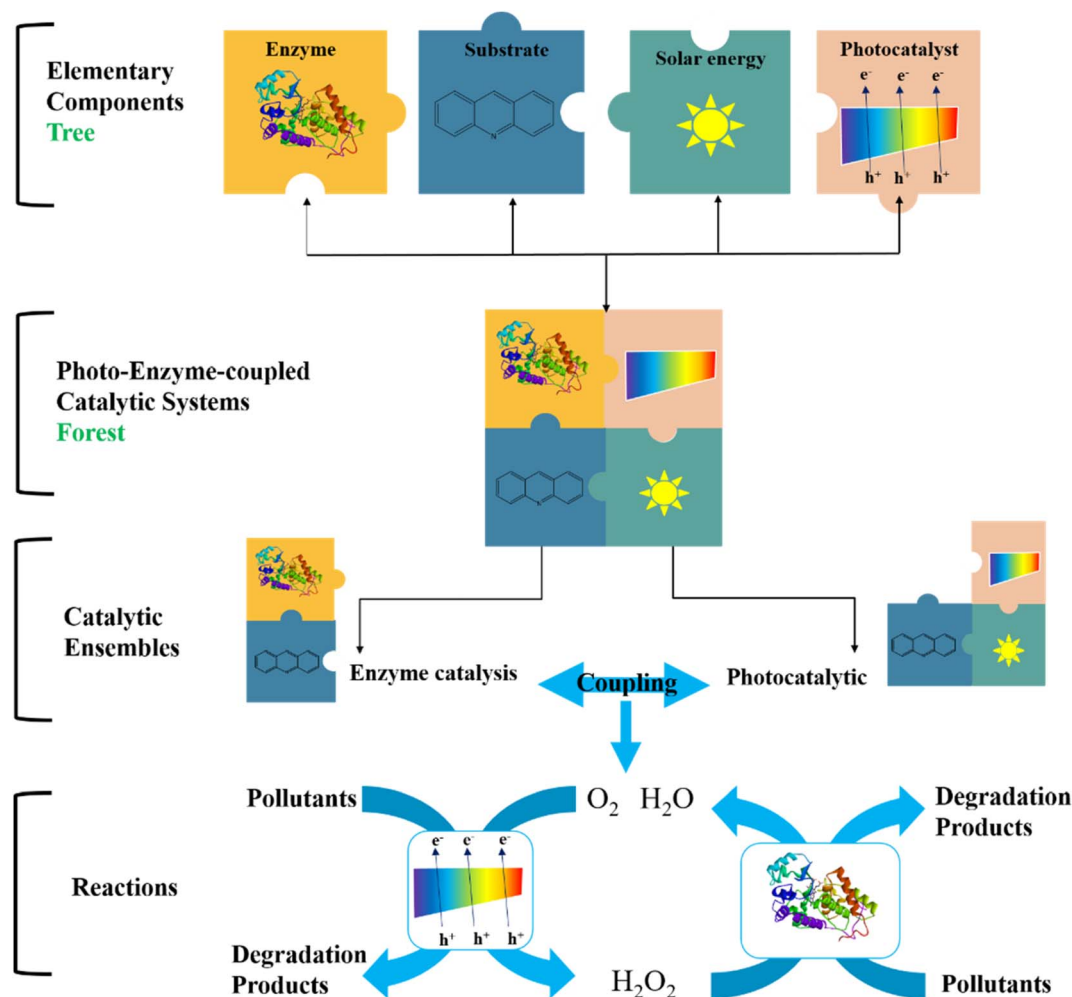 Elementary
Components
Tree
Enzyme
Substrate
N
Solar energy
Photocatalyst
e- e- e-
h+ h+ h+
Photo-Enzyme-coupled
Catalytic Systems
Forest
N
Catalytic
Ensembles
Enzyme catalysis
Coupling
Photocatalytic
Reactions
Pollutants
O2 H2O
Degradation
Products
e- e- e-
h+ h+ h+
Degradation
Products
H2O2
Pollutants